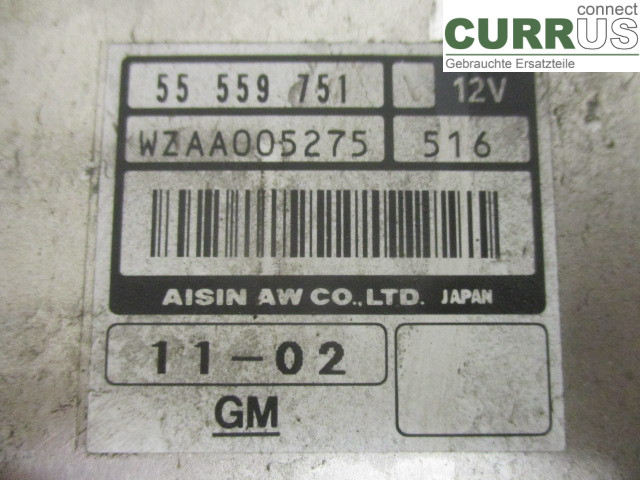 connect
CURRUS
Gebrauchte Ersatzteile
55 559 751 12V
WZAA005275 516
AISIN AW CO.,LTD. JAPAN
11-02
GM